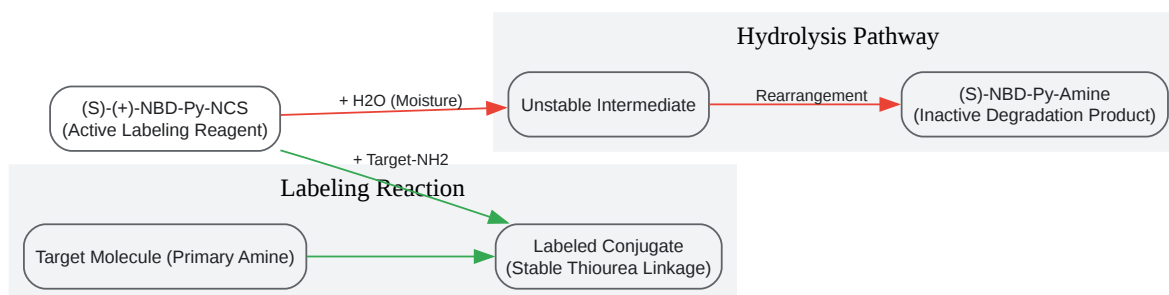 Hydrolysis Pathway
(S)-(+)-NBD-Py-NCS
(Active Labeling Reagent)
+ H2O (Moisture)
Unstable Intermediate
Rearrangement
(S)-NBD-Py-Amine
(Inactive Degradation Product)
+ Target-NH2
Labeling Reaction
Target Molecule (Primary Amine)
Labeled Conjugate
(Stable Thiourea Linkage)